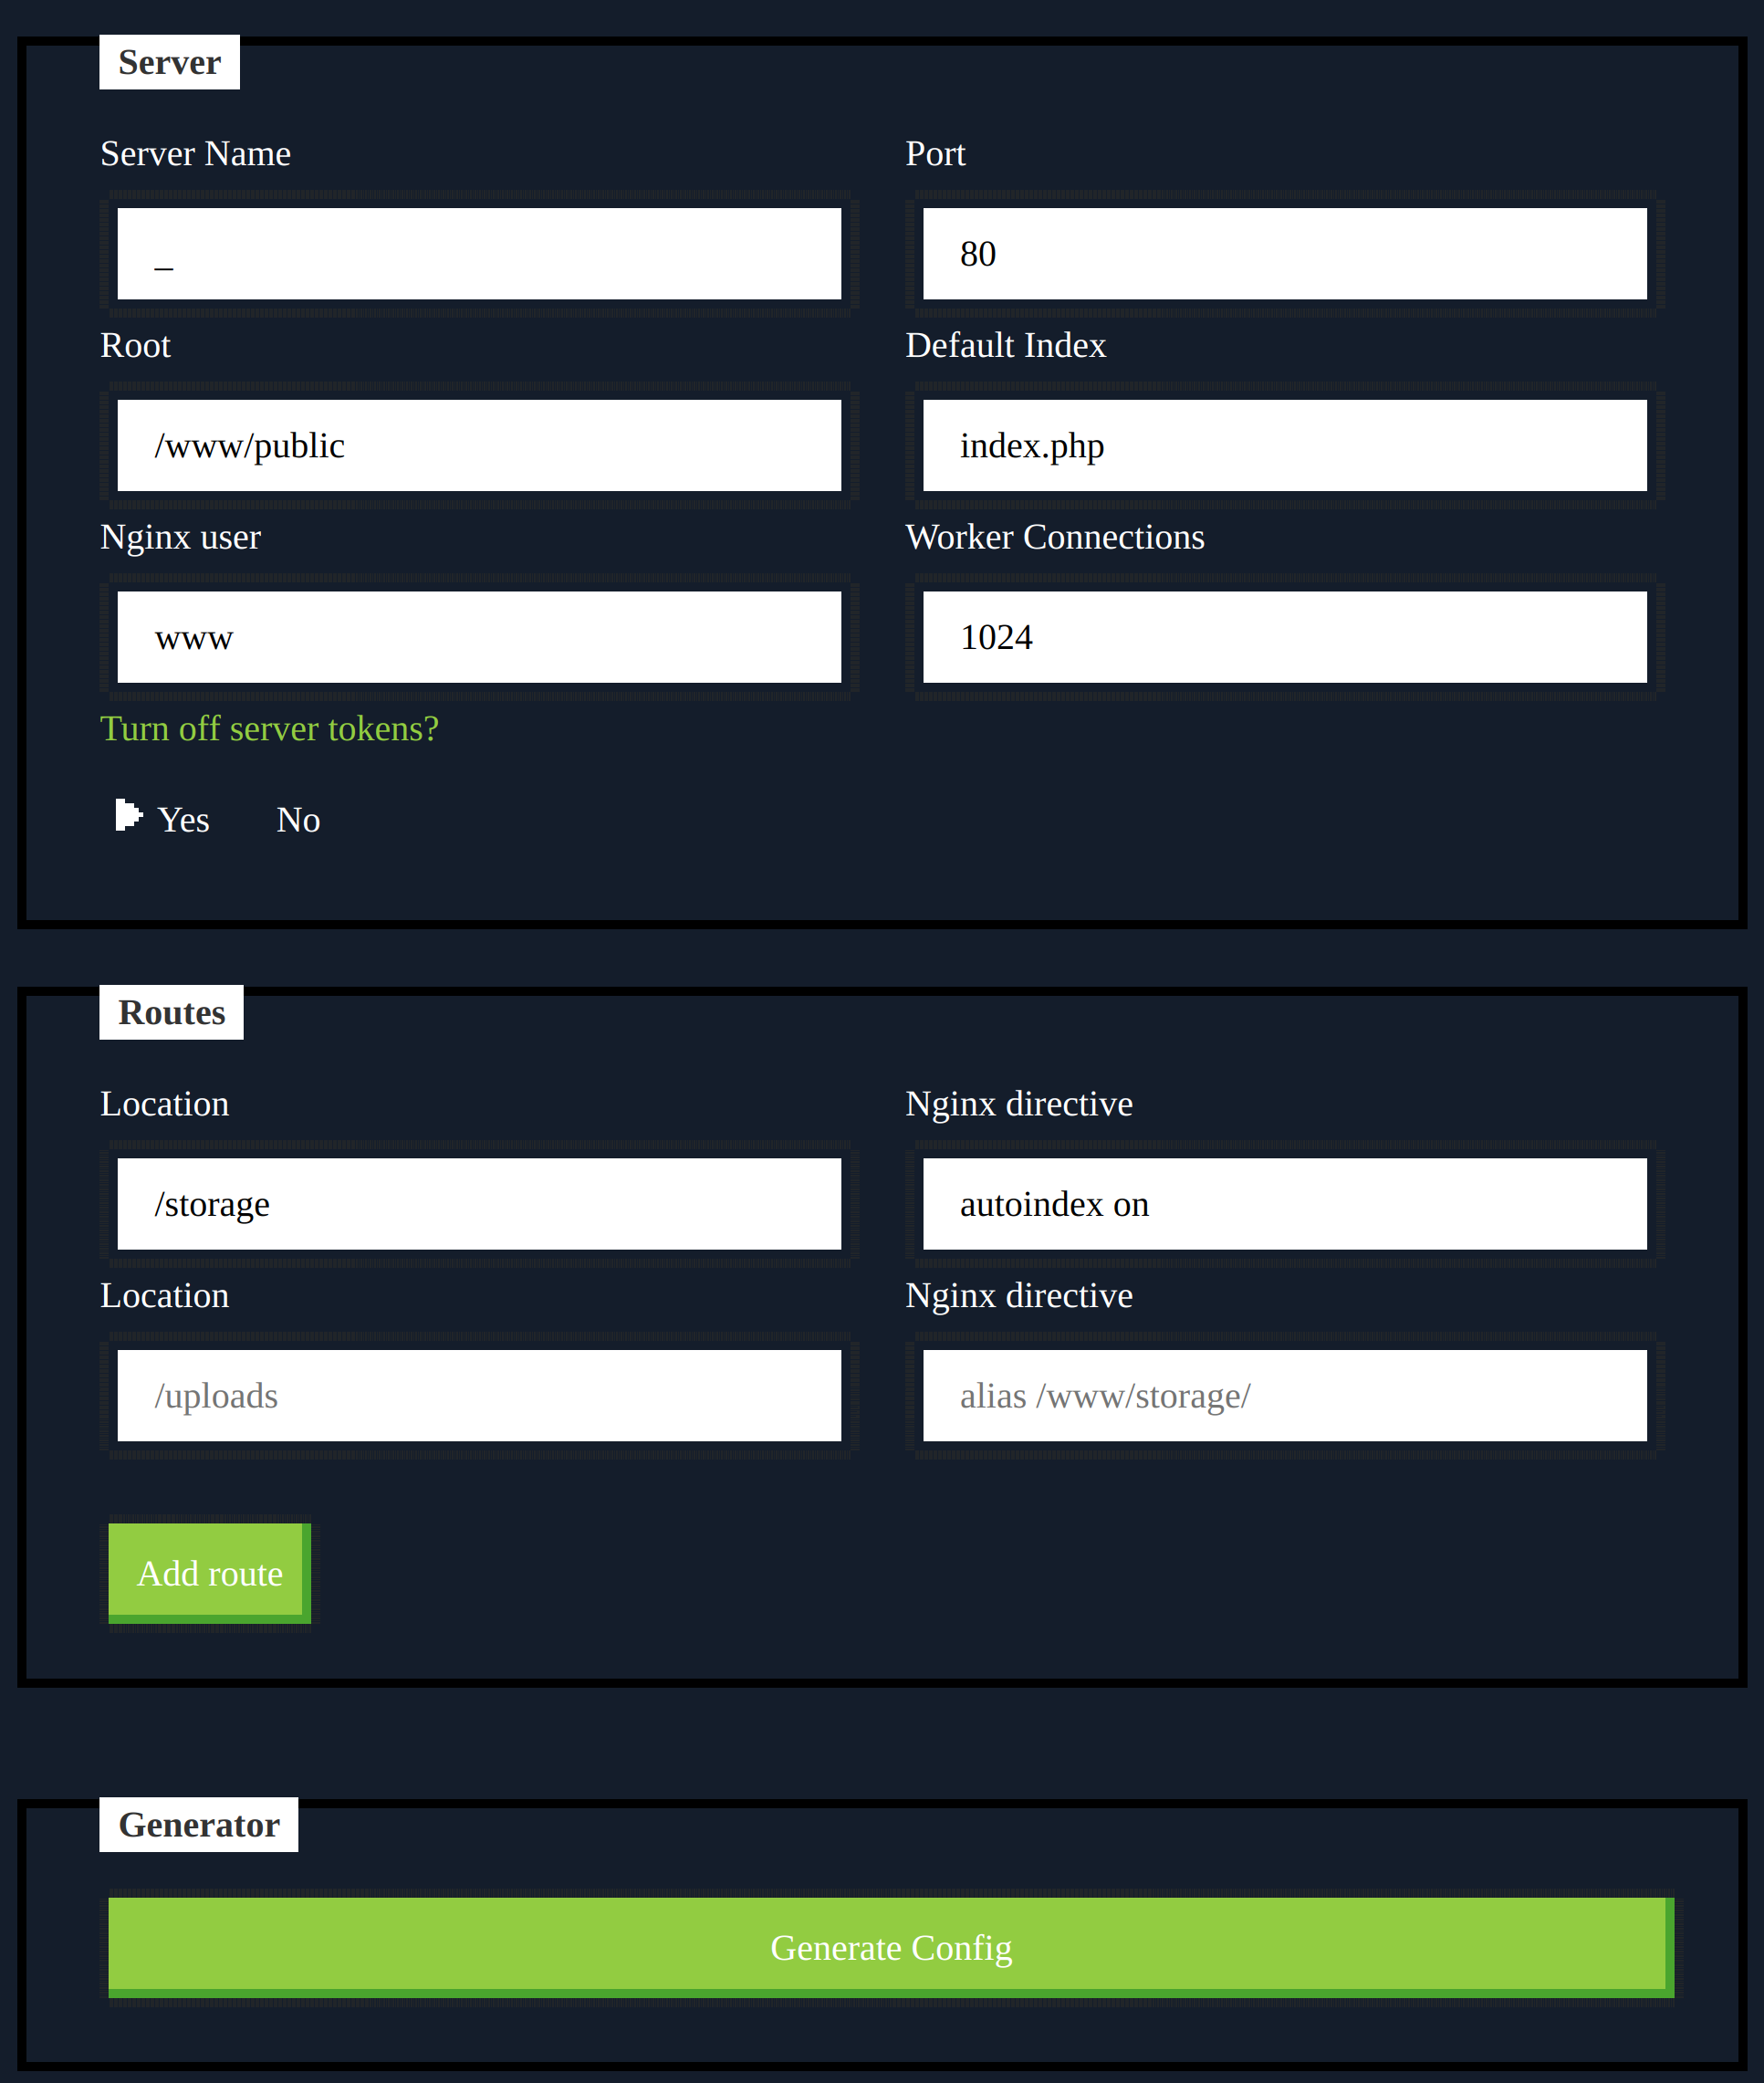 Server
Server Name Port
_ 80
Root Default Index
/www/public index.php
Nginx user Worker Connections
www 1024
Turn off server tokens?
Yes No
Routes
Location Nginx directive
/storage autoindex on
Location Nginx directive
/uploads alias /www/storage/
Add route
Generator
Generate Config